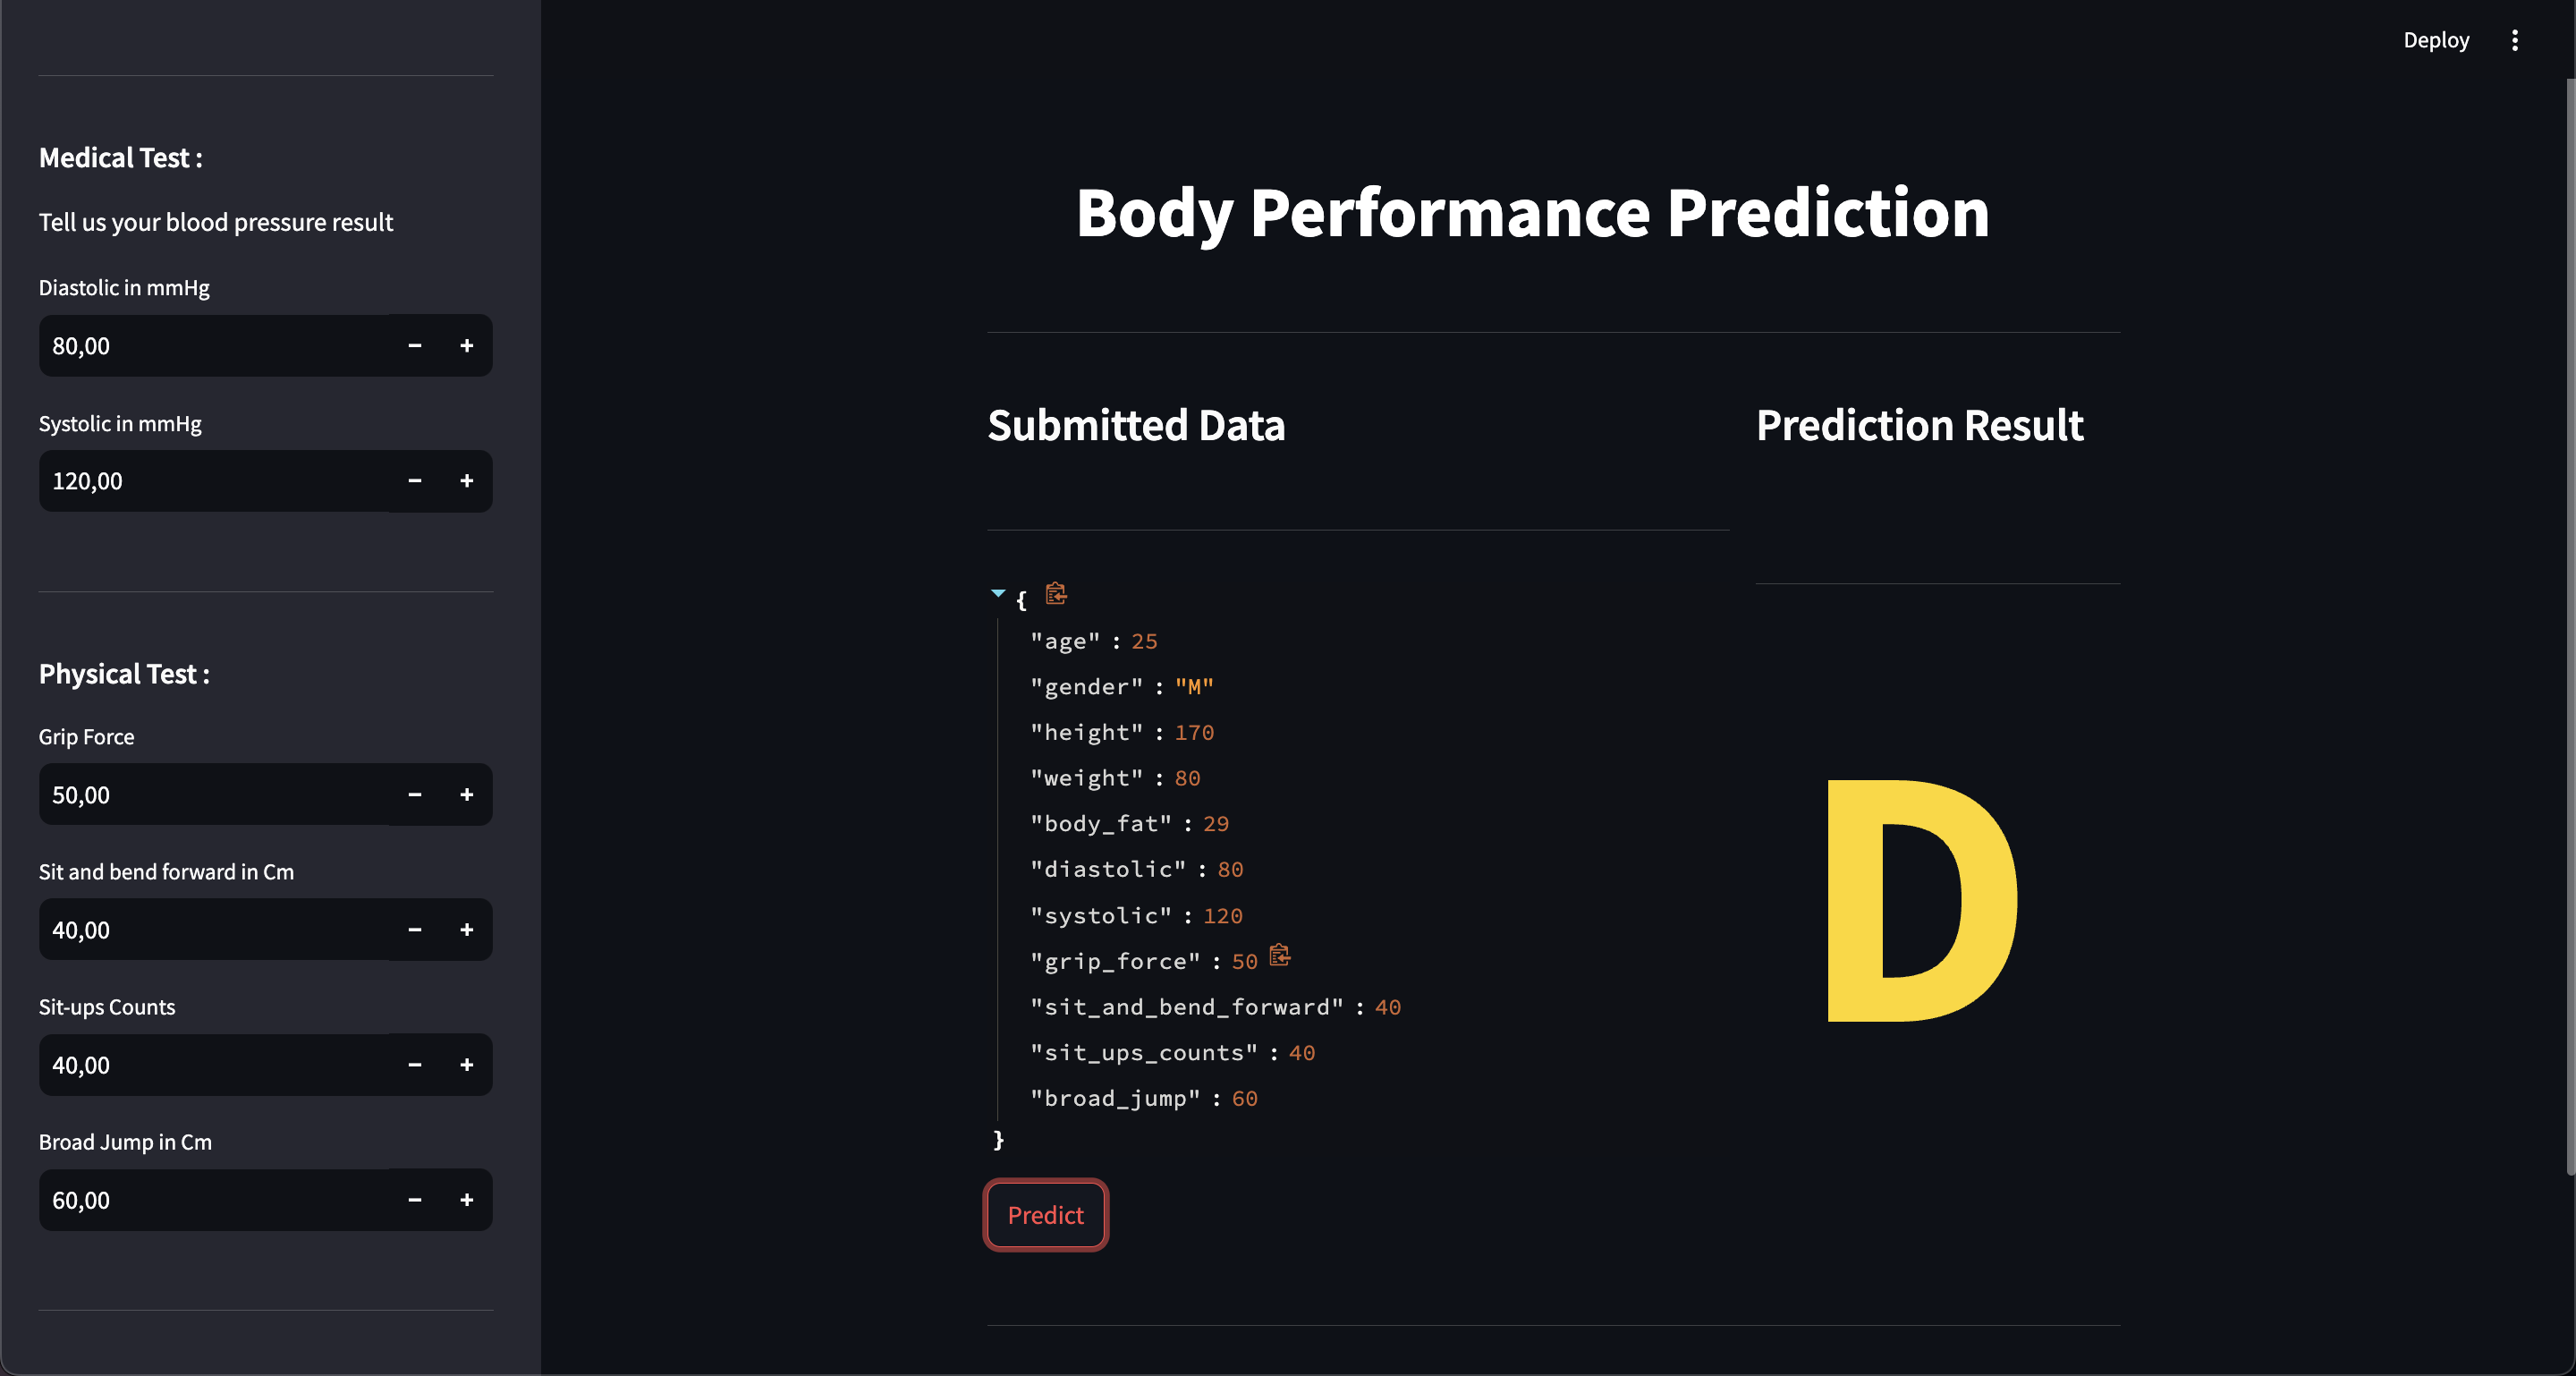 Deploy
Medical Test :
Tell us your blood pressure result
Diastolic in mmHg
80,00
Systolic in mmHg
120,00
Physical Test :
Grip Force
50,00
Sit and bend forward in Cm
40,00
Sit-ups Counts
40,00
Broad Jump in Cm
60,00
Body Performance Prediction
Submitted Data
{
"age" : 25
"gender" : "M"
"height" : 170
"weight" : 80
"body_fat" : 29
"diastolic" : 80
"systolic" : 120
"grip_force" : 50
"sit_and_bend_forward" : 40
"sit_ups_counts" : 40
"broad_jump" : 60
}
Predict
Prediction Result
D